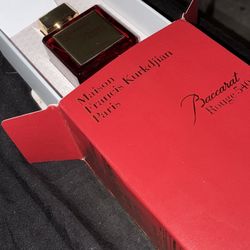 Maison
Francis Kurkdjian
Paris
Baccarat
Rouge 540